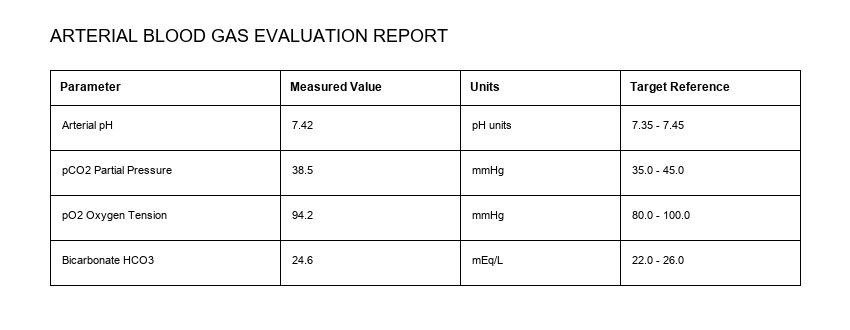 ARTERIAL BLOOD GAS EVALUATION REPORT
Parameter Measured Value Units Target Reference
Arterial pH 7.42 pH units 7.35 - 7.45
pCO2 Partial Pressure 38.5 mmHg 35.0 - 45.0
pO2 Oxygen Tension 94.2 mmHg 80.0 - 100.0
Bicarbonate HCO3 24.6 mEq/L 22.0 - 26.0